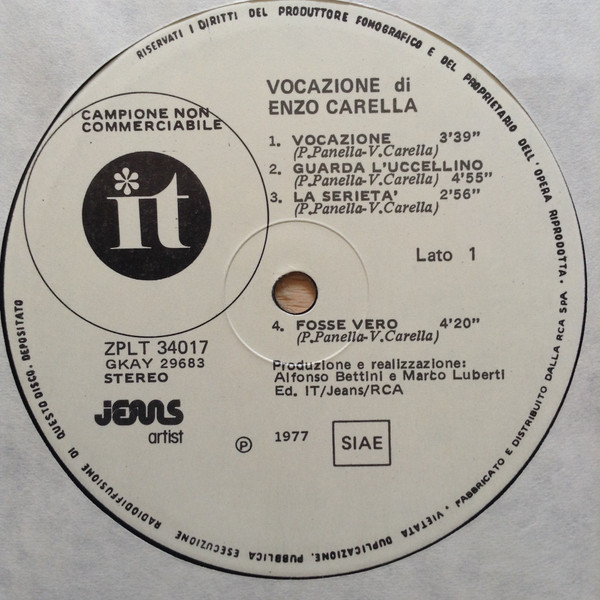 RISERVATI I DIRITTI DEL PRODUTTORE FONOGRAFICO E DEL PROPRIETARIO DELL'OPERA RIPRODOTTA.
VOCAZIONE di
ENZO CARELLA
CAMPIONE NON
COMMERCIABILE
it
1. VOCAZIONE 3'39"
(P.Panella-V.Carella)
2. GUARDA L'UCCELLINO
(P.Panella-V.Carella) 4'55"
3. LA SERIETA' 2'56"
(P.Panella-V.Carella)
Lato 1
4. FOSSE VERO 4'20"
(P.Panella-V.Carella)
ZPLT 34017
GKAY 29683
STEREO
Produzione e realizzazione:
Alfonso Bettini e Marco Luberti
Ed. IT/Jeans/RCA
JEANS
artist
Ⓟ 1977 SIAE
FABBRICATO E DISTRIBUITO DALLA RCA SPA •
VIETATA DUPLICAZIONE, PUBBLICA ESECUZIONE RADIODIFFUSIONE DI QUESTO DISCO. DEPOSITATO